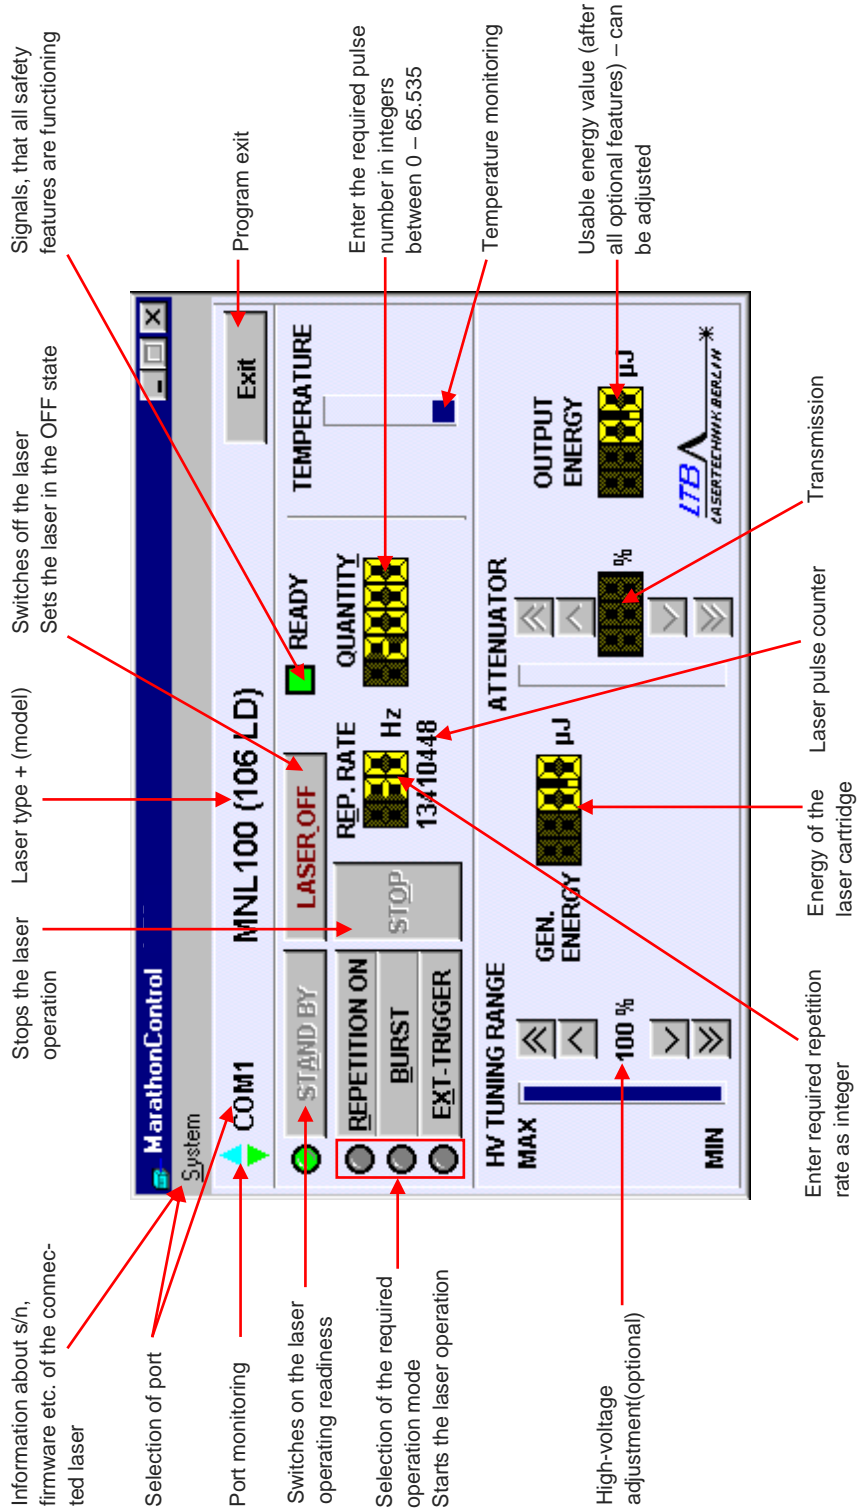 Information about s/n,
firmware etc. of the connec-
ted laser
Selection of port
Port monitoring
Switches on the laser
operating readiness
Selection of the required
operation mode
Starts the laser operation
High-voltage
adjustment(optional)
Stops the laser
operation
Laser type + (model)
Switches off the laser
Sets the laser in the OFF state
Signals, that all safety
features are functioning
MarathonControl
System
COM1
MNL100 (106 LD)
Exit
STAND BY
LASER OFF
READY
REPETITION ON
BURST
EXT-TRIGGER
STOP
REP. RATE
Hz
13410448
QUANTITY
TEMPERATURE
HV TUNING RANGE
MAX
100 %
MIN
GEN.
ENERGY
µJ
ATTENUATOR
%
OUTPUT
ENERGY
µJ
LTB
LASERTECHNIK BERLIN
Program exit
Enter the required pulse
number in integers
between 0 – 65.535
Temperature monitoring
Usable energy value (after
all optional features) – can
be adjusted
Enter required repetition
rate as integer
Energy of the
laser cartridge
Laser pulse counter
Transmission